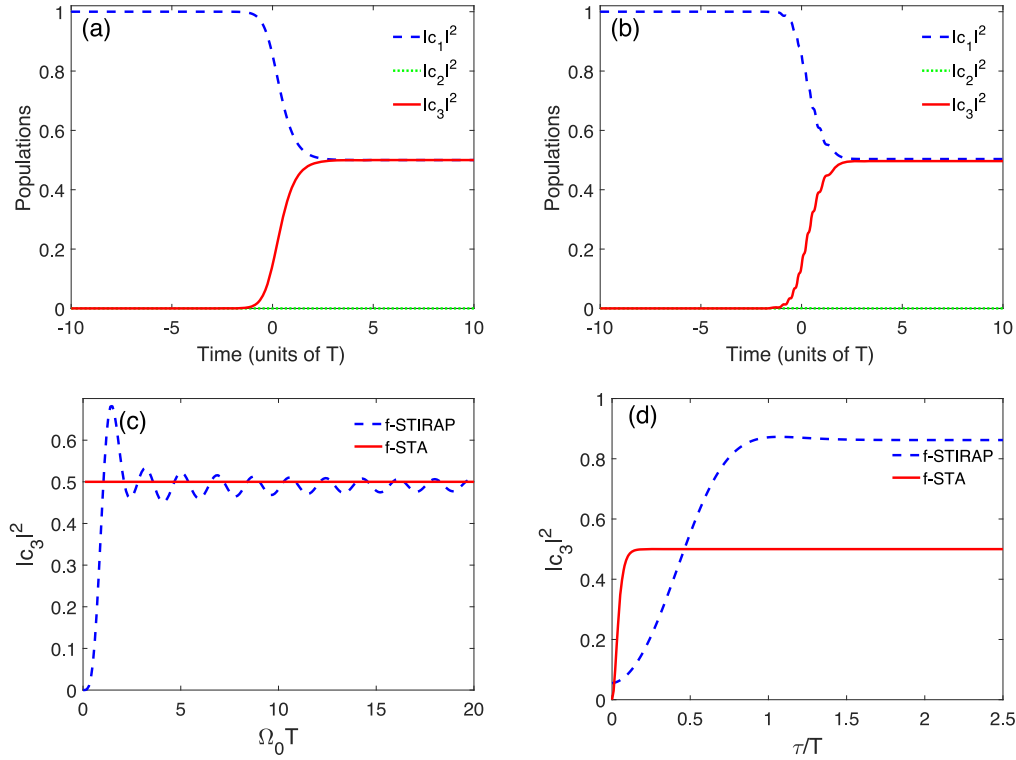 (a)
|c₁|²
|c₂|²
|c₃|²
Populations
1
0.8
0.6
0.4
0.2
0
-10 -5 0 5 10
Time (units of T)
(b)
|c₁|²
|c₂|²
|c₃|²
Populations
1
0.8
0.6
0.4
0.2
0
-10 -5 0 5 10
Time (units of T)
(c)
f-STIRAP
f-STA
|c₃|²
0.6
0.5
0.4
0.3
0.2
0.1
0
0 5 10 15 20
Ω₀T
(d)
f-STIRAP
f-STA
|c₃|²
1
0.8
0.6
0.4
0.2
0
0 0.5 1 1.5 2 2.5
τ/T